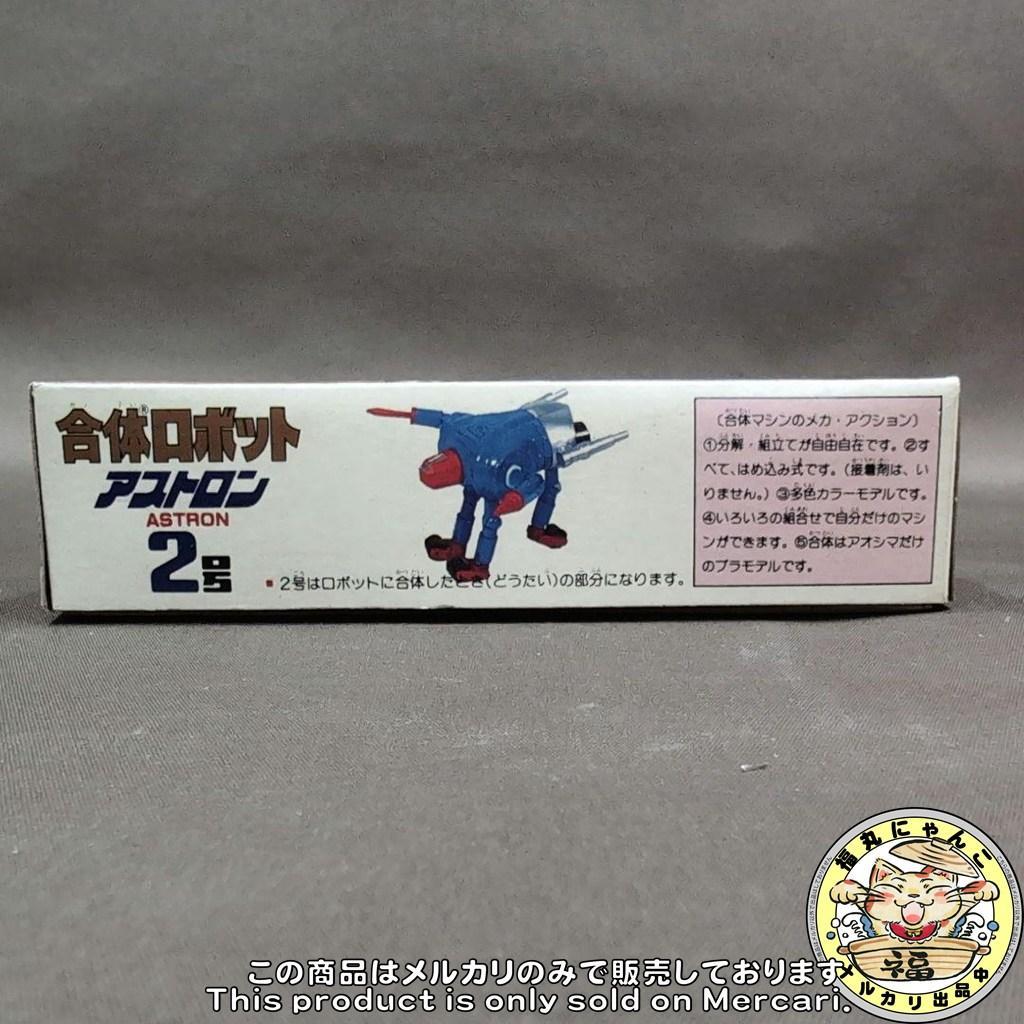 合体®ロボット
アストロン
ASTRON
2号
2号はロボットに合体したとき(どうたい)の部分になります。
〔合体マシンのメカ・アクション〕
①分解・組立てが自由自在です。②す
べて、はめ込み式です。(接着剤は、い
りません。)③多色カラーモデルです。
④いろいろの組合せで自分だけのマシ
ンができます。⑤合体はアオシマだけ
のプラモデルです。
福丸にゃんこ
福
メルカリ出品中
この商品はメルカリのみで販売しております
This product is only sold on Mercari.